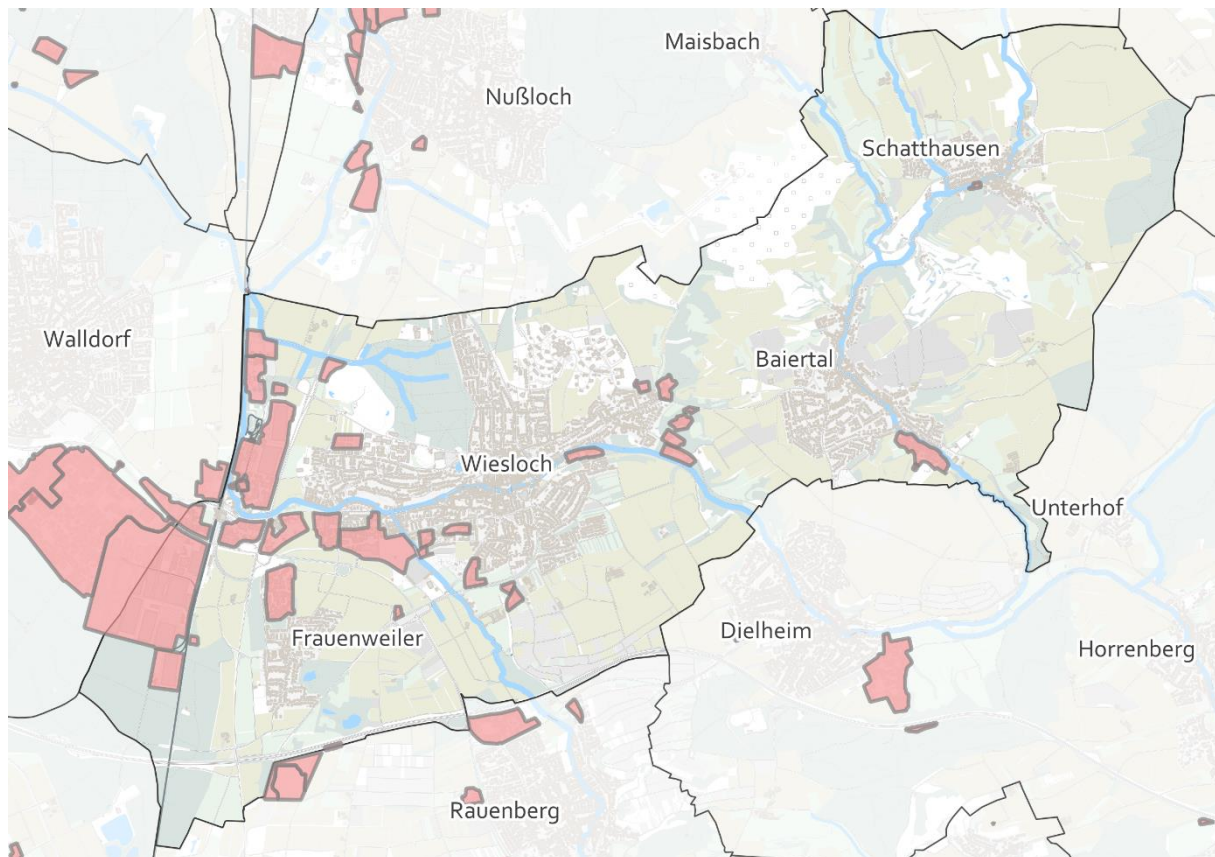 Maisbach
Nußloch
Schatthausen
Walldorf
Baiertal
Wiesloch
Unterhof
Frauenweiler
Dielheim
Horrenberg
Rauenberg